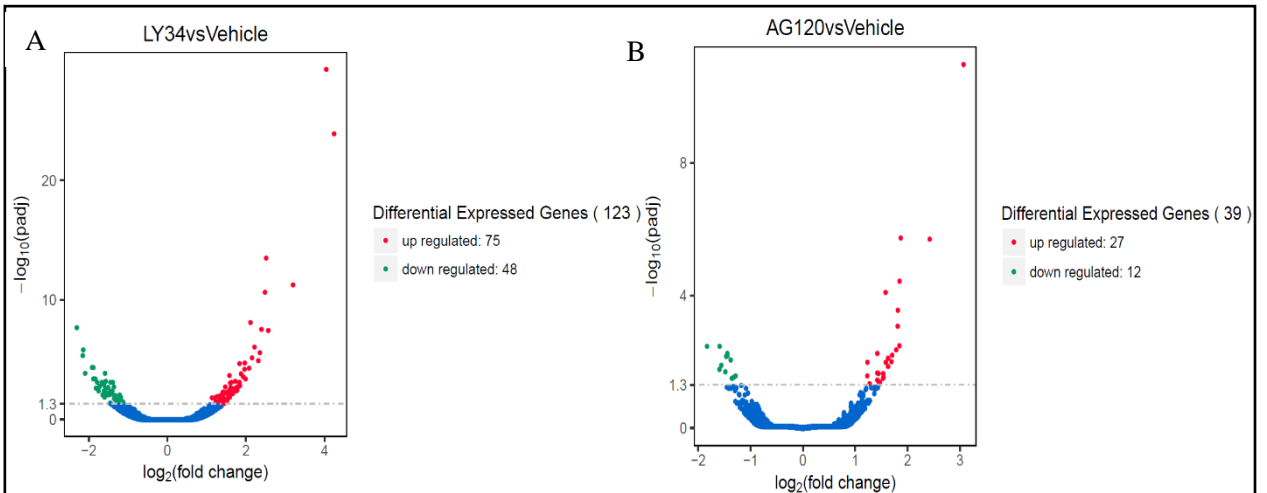 A
LY34vsVehicle
−log10(padj)
20
10
1.3
0
−2
0
2
4
log2(fold change)
Differential Expressed Genes ( 123 )
up regulated: 75
down regulated: 48
B
AG120vsVehicle
−log10(padj)
8
4
1.3
0
−2
−1
0
1
2
3
log2(fold change)
Differential Expressed Genes ( 39 )
up regulated: 27
down regulated: 12